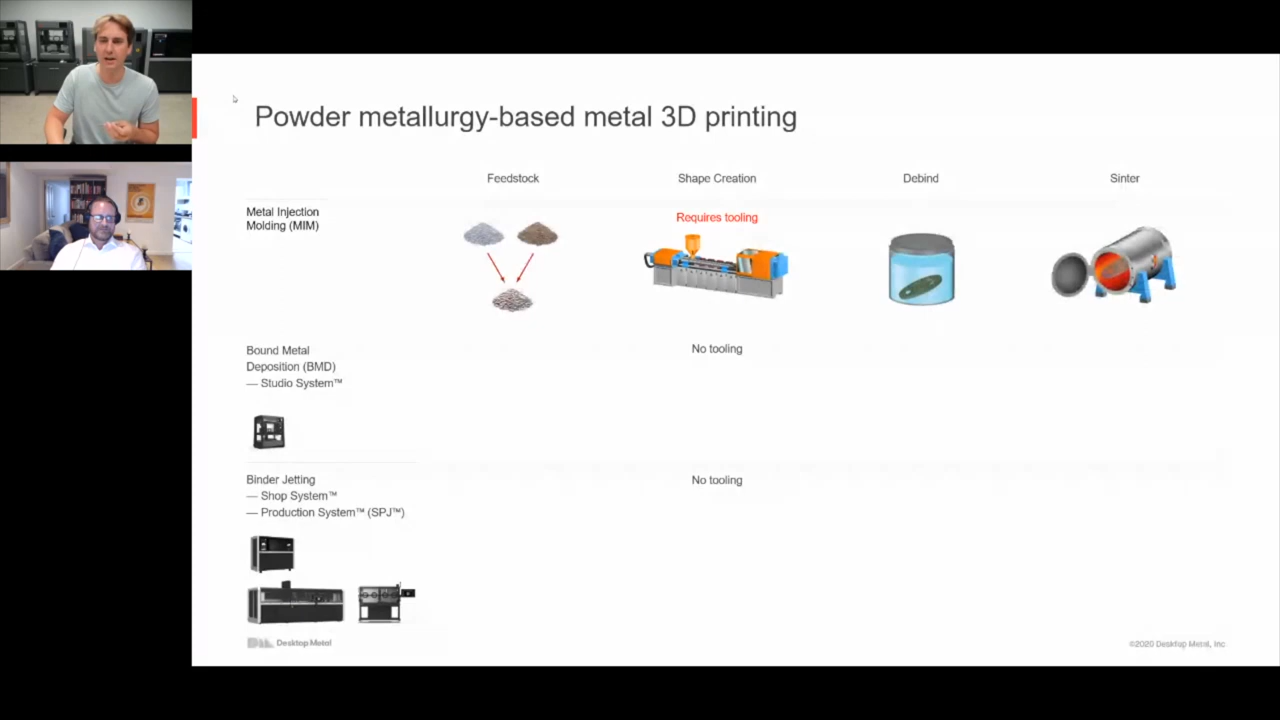 Powder metallurgy-based metal 3D printing
Feedstock
Shape Creation
Debind
Sinter
Metal Injection
Molding (MIM)
Requires tooling
Bound Metal
Deposition (BMD)
— Studio System™
No tooling
Binder Jetting
— Shop System™
— Production System™ (SPJ™)
No tooling
Desktop Metal
©2020 Desktop Metal, Inc